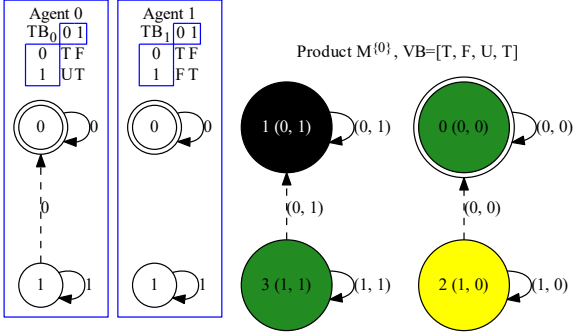 Agent 0
TB0 0 1
0 T F
1 U T
0
0
0
1
1
Agent 1
TB1 0 1
0 T F
1 F T
0
0
1
1
Product M{0}, VB=[T, F, U, T]
1 (0, 1)
(0, 1)
0 (0, 0)
(0, 0)
(0, 1)
(0, 0)
3 (1, 1)
(1, 1)
2 (1, 0)
(1, 0)